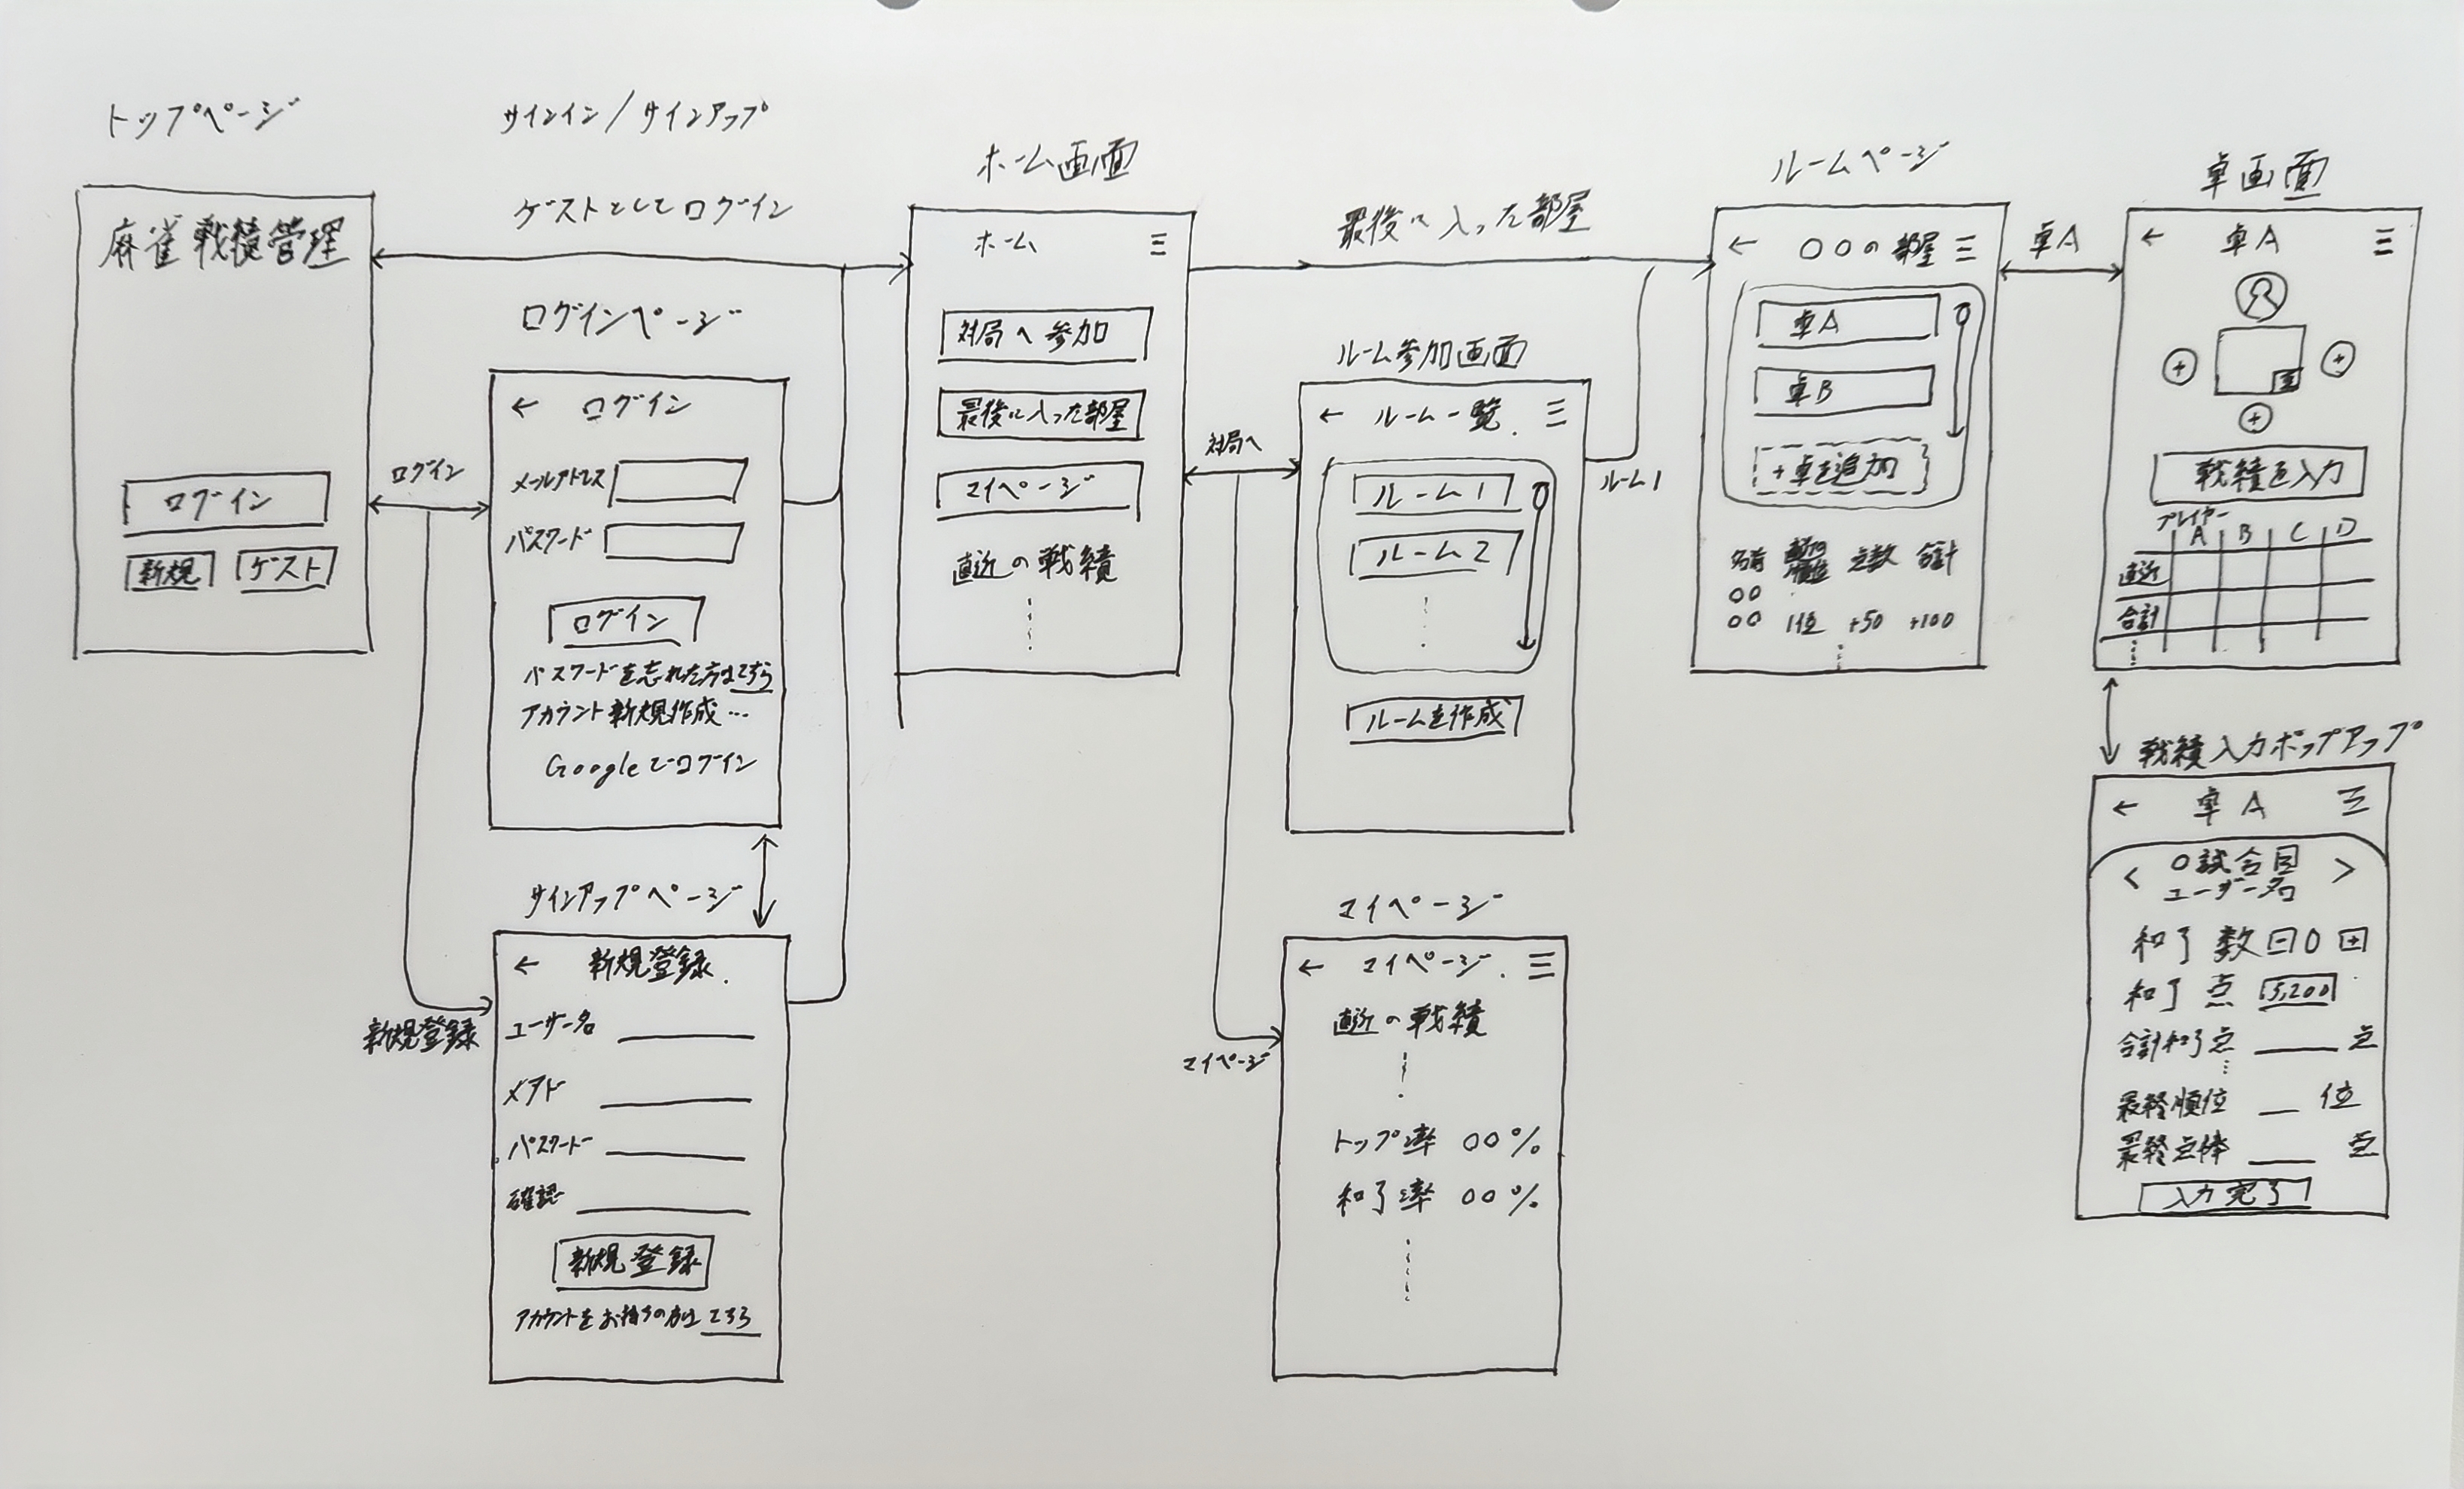 トップページ
麻雀戦績管理
ログイン
新規
ゲスト
サインイン/サインアップ
ゲストとしてログイン
ログイン
新規登録
ログインページ
← ログイン
メールアドレス
パスワード
ログイン
パスワードを忘れた方はこちら
アカウント新規作成…
Googleでログイン
サインアップページ
← 新規登録
ユーザー名
メアド
パスワード
確認
新規登録
アカウントをお持ちの方は こちら
ホーム画面
ホーム
対局へ参加
最後に入った部屋
マイページ
直近の戦績
最後に入った部屋
対局へ
マイページ
ルーム1
ルーム参加画面
← ルーム一覧
ルーム1
ルーム2
ルームを作成
マイページ
← マイページ
直近の戦績
トップ率 〇〇%
和了率 〇〇%
ルームページ
← 〇〇の部屋
卓A
卓B
+卓を追加
名前 順位 点数 合計
〇〇
〇〇 1位 +50 +100
卓A
卓画面
← 卓A
+ +
+
戦績を入力
プレイヤー
A B C D
直近
合計
戦績入力ポップアップ
← 卓A
< 〇試合目 >
ユーザー名
和了数 - 0 +
和了点 5,200
合計和了点 点
最終順位 位
最終点棒 点
入力完了